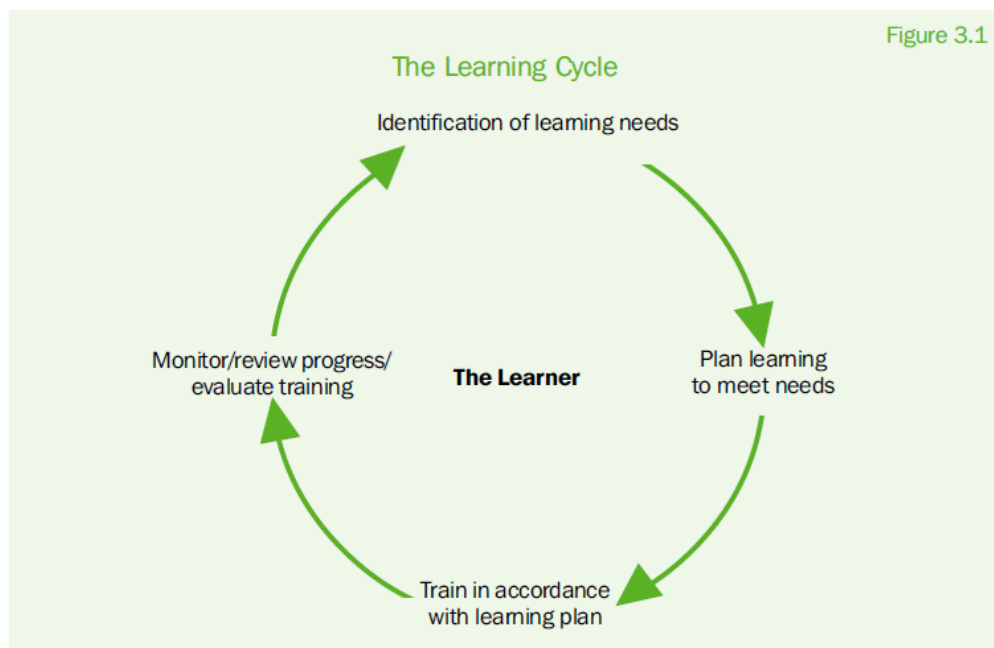 Figure 3.1
The Learning Cycle
Identification of learning needs
Plan learning
to meet needs
The Learner
Monitor/review progress/
evaluate training
Train in accordance
with learning plan